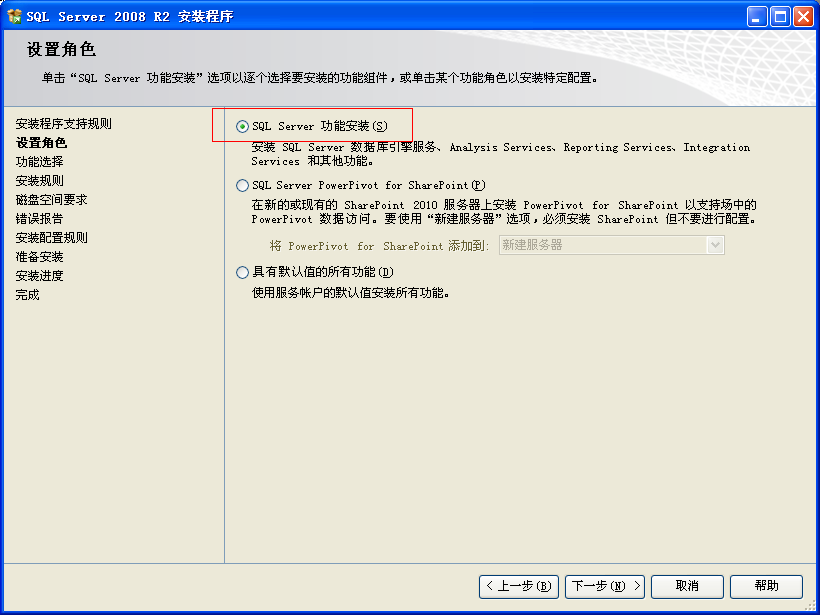 SQL Server 2008 R2 安装程序
设置角色
单击“SQL Server 功能安装”选项以逐个选择要安装的功能组件，或单击某个功能角色以安装特定配置。
安装程序支持规则
设置角色
功能选择
安装规则
磁盘空间要求
错误报告
安装配置规则
准备安装
安装进度
完成
SQL Server 功能安装(S)
安装 SQL Server 数据库引擎服务、Analysis Services、Reporting Services、Integration
Services 和其他功能。
SQL Server PowerPivot for SharePoint(P)
在新的或现有的 SharePoint 2010 服务器上安装 PowerPivot for SharePoint 以支持场中的
PowerPivot 数据访问。要使用“新建服务器”选项，必须安装 SharePoint 但不要进行配置。
将 PowerPivot for SharePoint 添加到: 新建服务器
具有默认值的所有功能(D)
使用服务帐户的默认值安装所有功能。
< 上一步(B) 下一步(N) > 取消 帮助